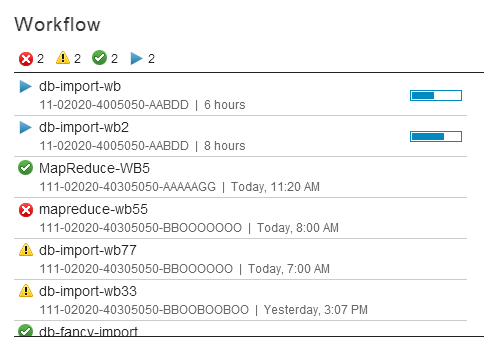 Workflow
2 2 2 2
db-import-wb
11-02020-4005050-AABDD | 6 hours
db-import-wb2
11-02020-4005050-AABDD | 8 hours
MapReduce-WB5
111-02020-40305050-AAAAAGG | Today, 11:20 AM
mapreduce-wb55
111-02020-40305050-BBOOOOOOO | Today, 8:00 AM
db-import-wb77
111-02020-40305050-BBOOOOOO | Today, 7:00 AM
db-import-wb33
111-02020-40305050-BBOOBOOBOO | Yesterday, 3:07 PM
db-fancy-import